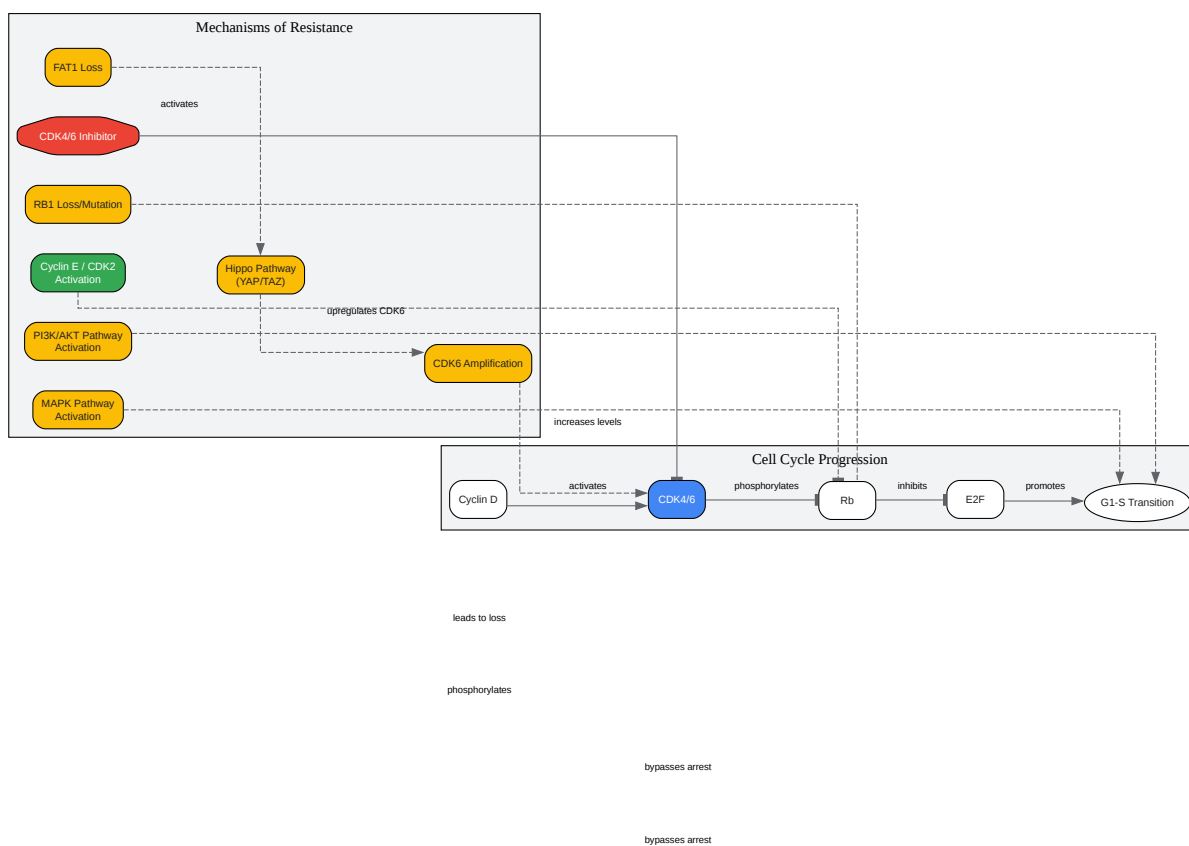 Mechanisms of Resistance
FAT1 Loss
activates
CDK4/6 Inhibitor
RB1 Loss/Mutation
Cyclin E / CDK2
Activation
Hippo Pathway
(YAP/TAZ)
upregulates CDK6
PI3K/AKT Pathway
Activation
CDK6 Amplification
MAPK Pathway
Activation
increases levels
Cell Cycle Progression
Cyclin D
activates
CDK4/6
phosphorylates
Rb
inhibits
E2F
promotes
G1-S Transition
leads to loss
phosphorylates
bypasses arrest
bypasses arrest